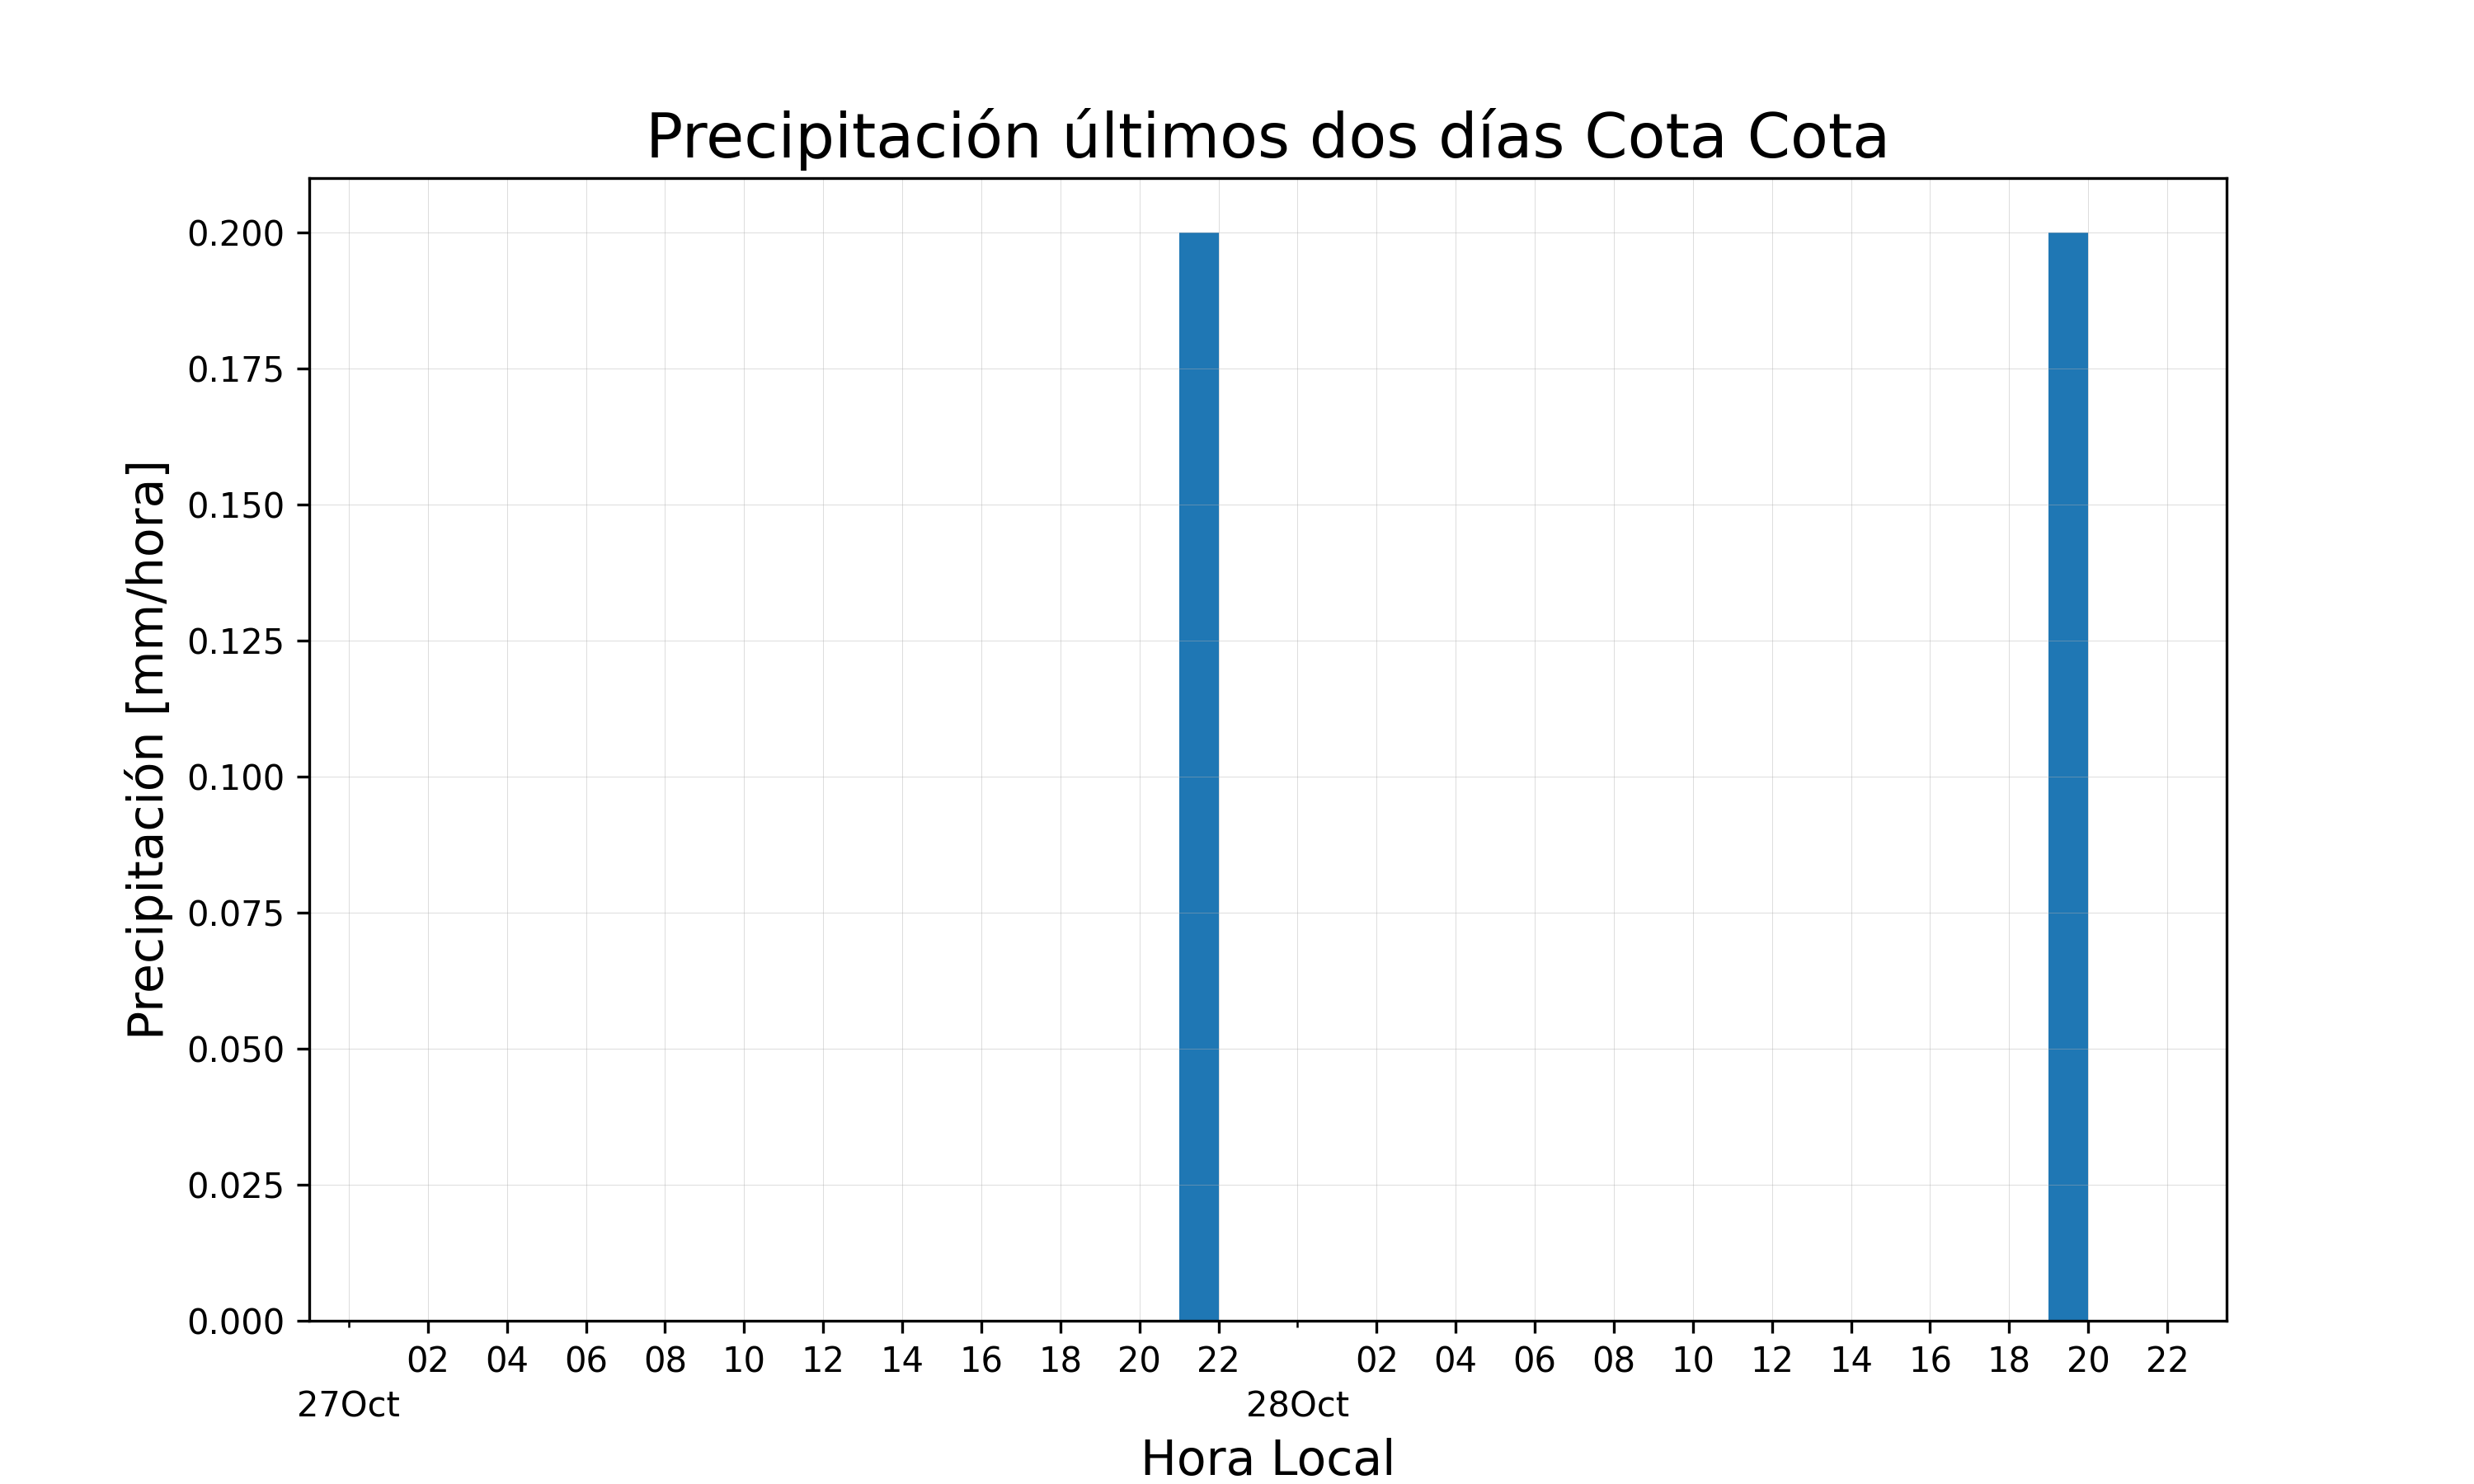 Precipitación últimos dos días Cota Cota
Precipitación [mm/hora]
0.200
0.175
0.150
0.125
0.100
0.075
0.050
0.025
0.000
02 04 06 08 10 12 14 16 18 20 22 02 04 06 08 10 12 14 16 18 20 22
27Oct 28Oct
Hora Local